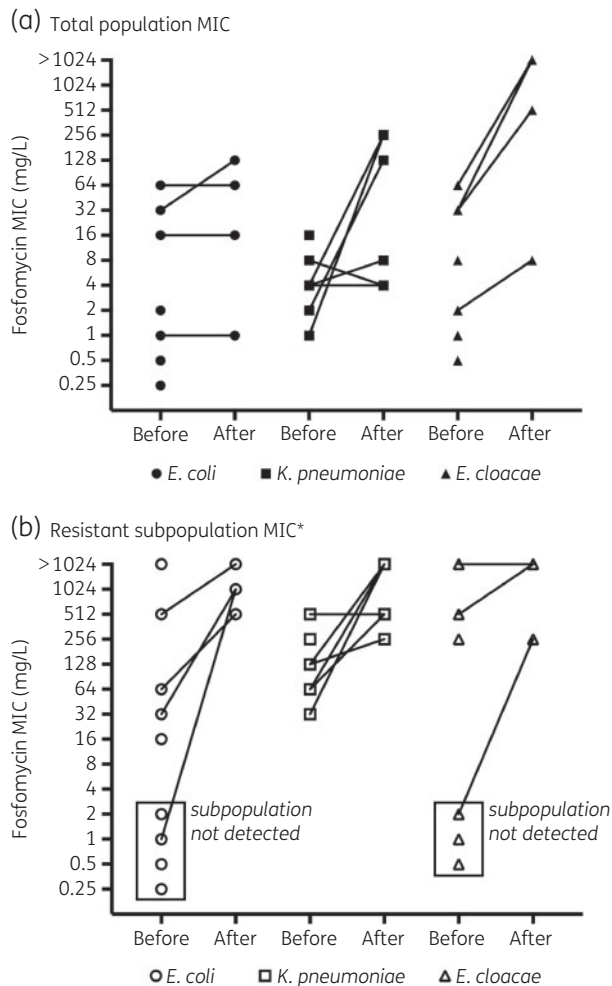 (a) Total population MIC
>1024
1024
512
256
128
64
32
16
8
4
2
1
0.5
0.25
Fosfomycin MIC (mg/L)
Before After Before After Before After
E. coli K. pneumoniae E. cloacae
(b) Resistant subpopulation MIC*
>1024
1024
512
256
128
64
32
16
8
4
2
1
0.5
0.25
Fosfomycin MIC (mg/L)
subpopulation
not detected
subpopulation
not detected
Before After Before After Before After
E. coli K. pneumoniae E. cloacae